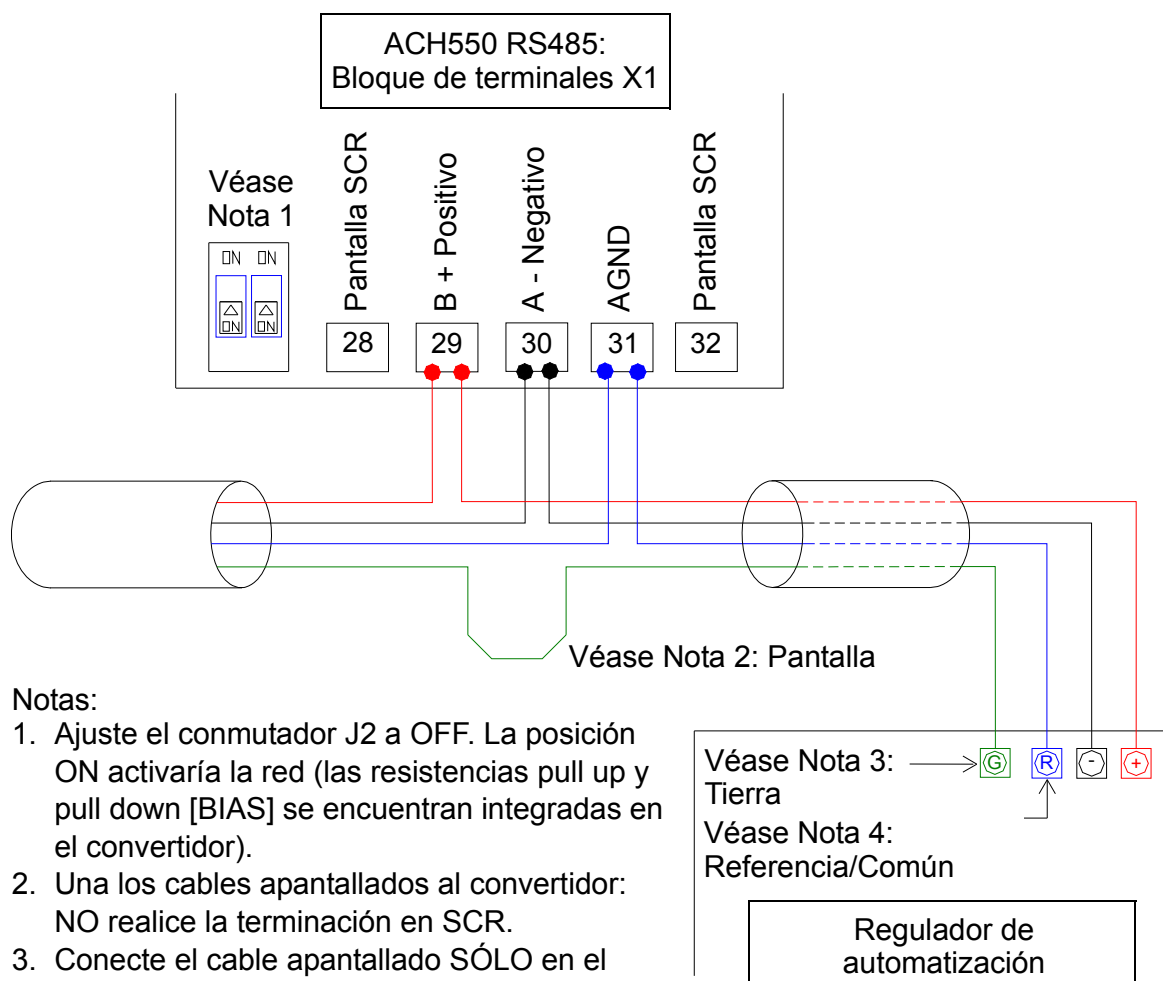 ACH550 RS485:
Bloque de terminales X1
Véase
Nota 1
ON ON
ON ON
Pantalla SCR
B + Positivo
A - Negativo
AGND
Pantalla SCR
28 29 30 31 32
Véase Nota 2: Pantalla
Notas:
1. Ajuste el conmutador J2 a OFF. La posición
ON activaría la red (las resistencias pull up y
pull down [BIAS] se encuentran integradas en
el convertidor).
2. Una los cables apantallados al convertidor:
NO realice la terminación en SCR.
3. Conecte el cable apantallado SÓLO en el
G R - +
Véase Nota 3:
Tierra
Véase Nota 4:
Referencia/Común
Regulador de
automatización